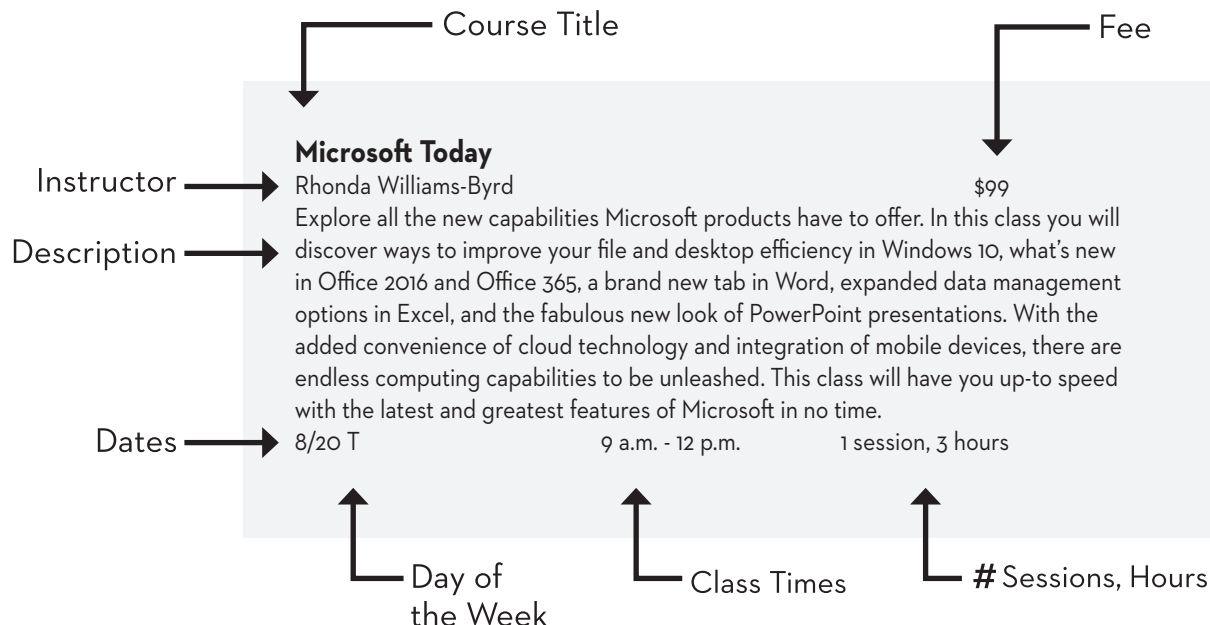 Course Title
Fee
Microsoft Today
Instructor
Rhonda Williams-Byrd
$99
Description
Explore all the new capabilities Microsoft products have to offer. In this class you will
discover ways to improve your file and desktop efficiency in Windows 10, what's new
in Office 2016 and Office 365, a brand new tab in Word, expanded data management
options in Excel, and the fabulous new look of PowerPoint presentations. With the
added convenience of cloud technology and integration of mobile devices, there are
endless computing capabilities to be unleashed. This class will have you up-to speed
with the latest and greatest features of Microsoft in no time.
Dates
8/20 T
9 a.m. - 12 p.m.
1 session, 3 hours
Day of
the Week
Class Times
# Sessions, Hours